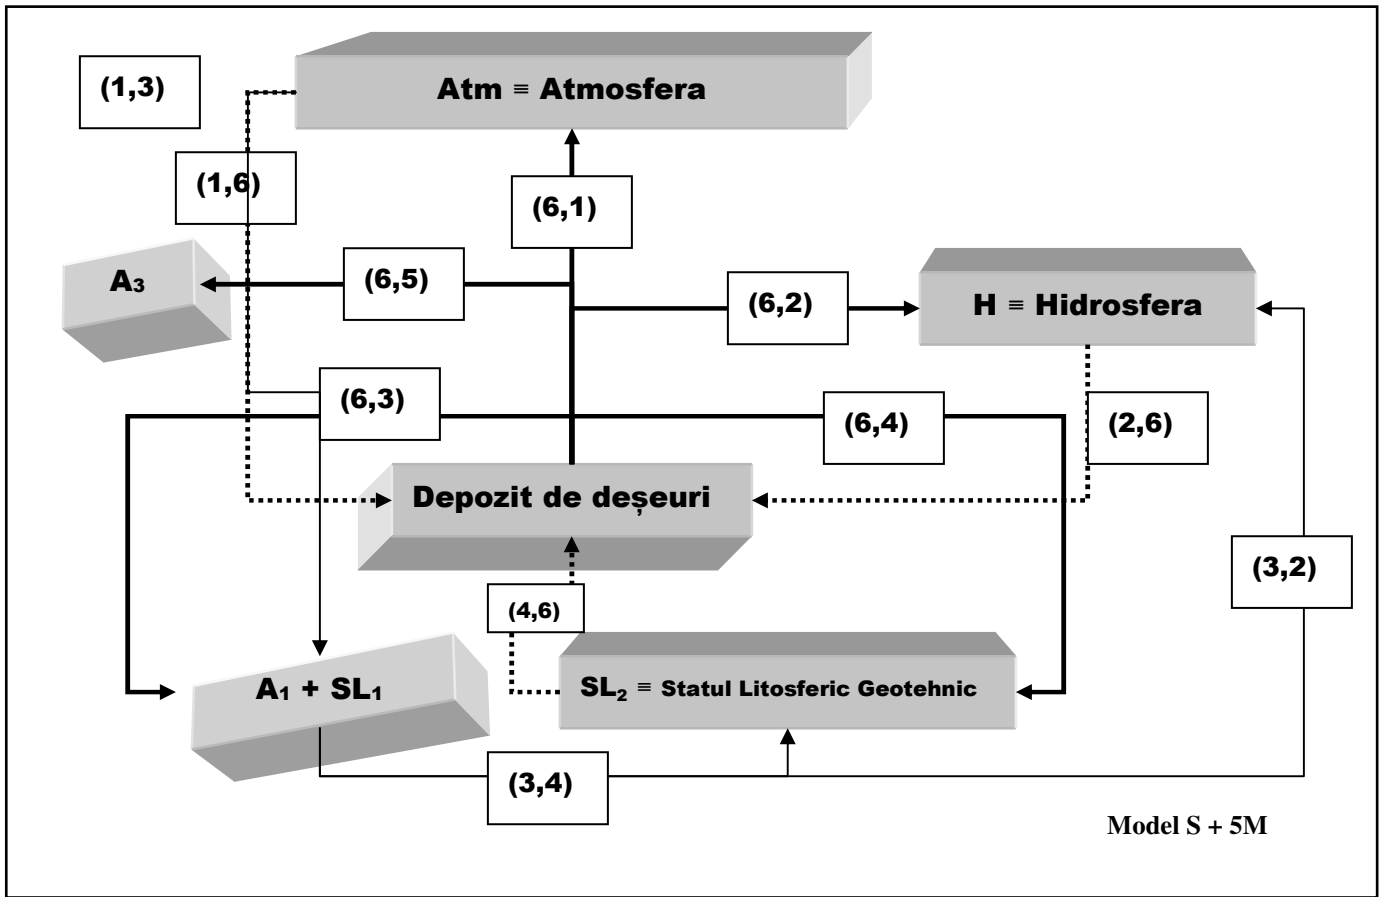 (1,3)
Atm ≡ Atmosfera
(1,6)
(6,1)
A₃
(6,5)
(6,2)
H ≡ Hidrosfera
(6,3)
(6,4)
(2,6)
Depozit de deșeuri
(3,2)
(4,6)
A₁ + SL₁
SL₂ ≡ Statul Litosferic Geotehnic
(3,4)
Model S + 5M